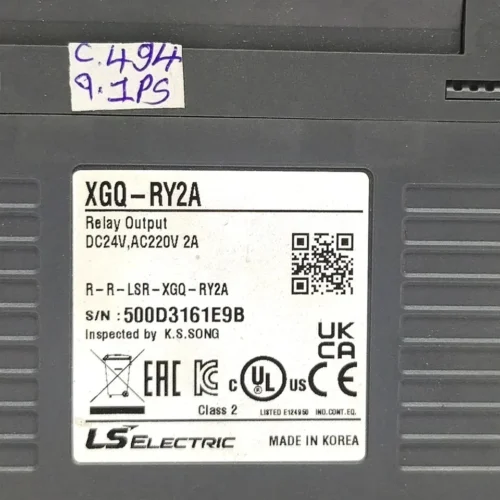 C.494
9.1PS
XGQ-RY2A
Relay Output
DC24V,AC220V 2A
R-R-LSR-XGQ-RY2A
S/N : 500D3161E9B
Inspected by K.S.SONG
UK
CA
EAC
c UL US
CE
Class 2
LISTED E124950 IND.CONT.EQ.
LS ELECTRIC
MADE IN KOREA